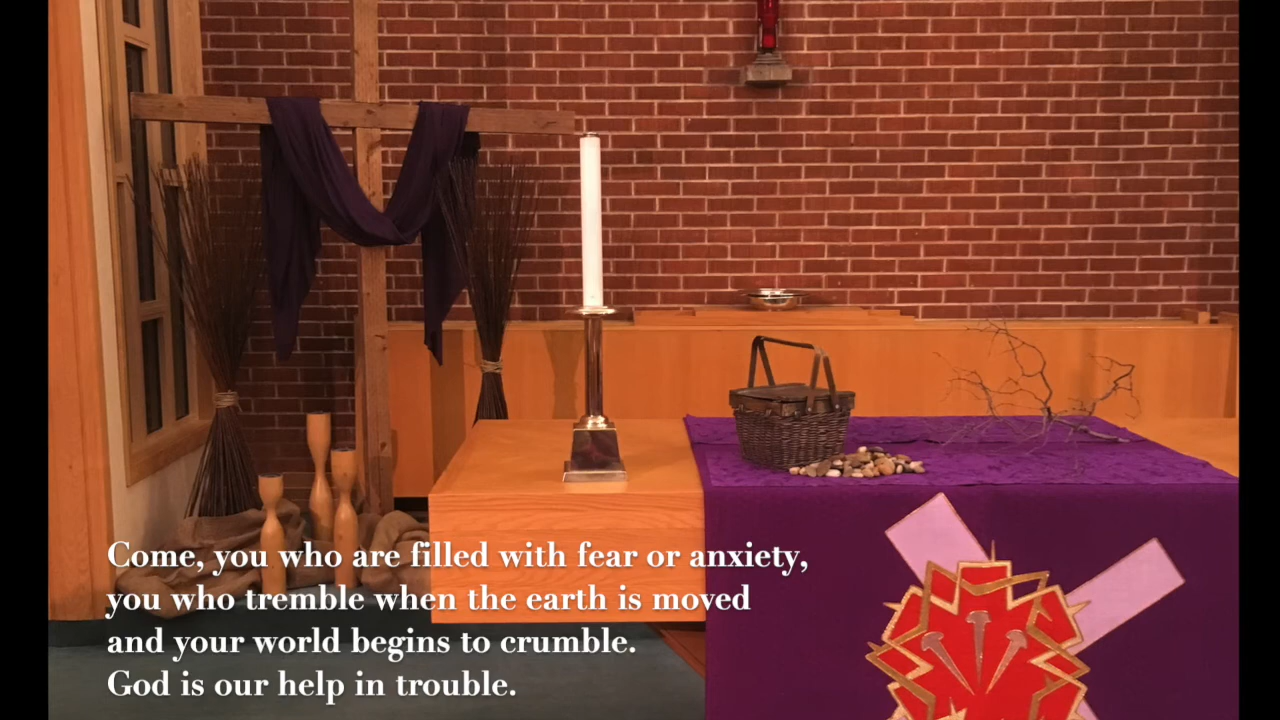 Come, you who are filled with fear or anxiety,
you who tremble when the earth is moved
and your world begins to crumble.
God is our help in trouble.